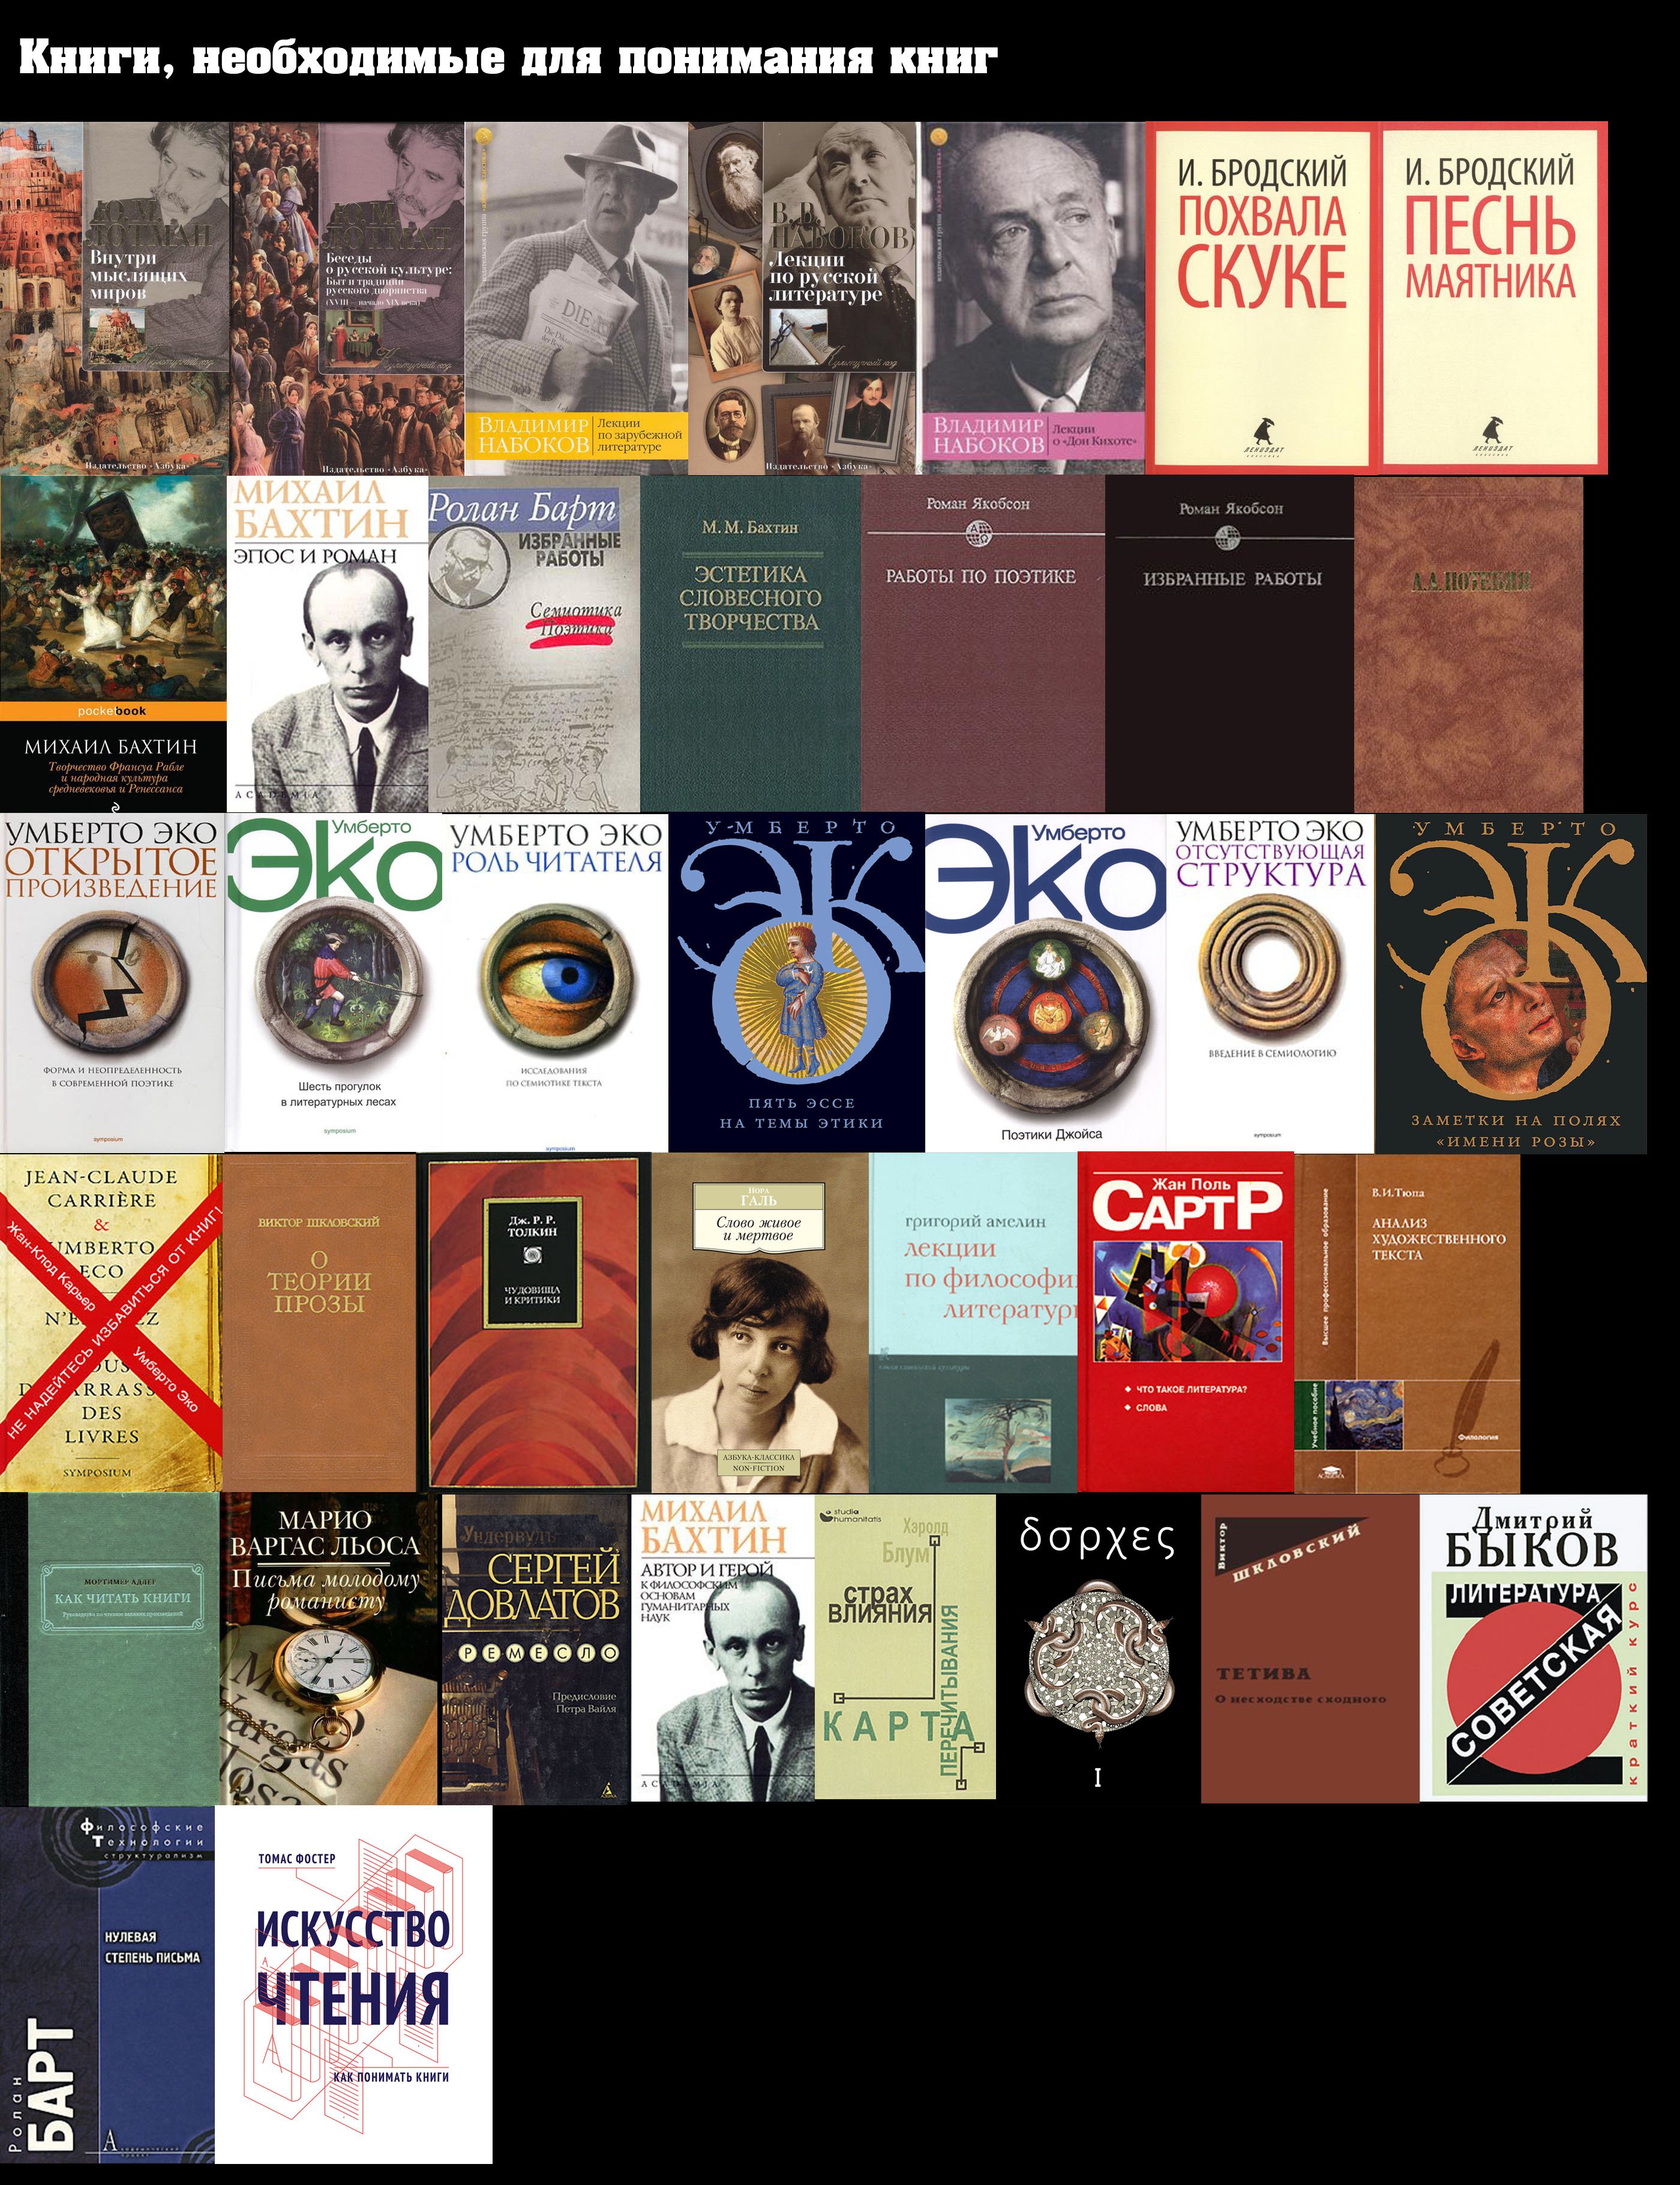 Книги, необходимые для понимания книг
Ю.М.
ЛОТМАН
Внутри
мыслящих
миров
Издательство «Азбука»
Ю.М.
ЛОТМАН
Беседы
о русской культуре:
Быт и традиции
русского дворянства
(XVIII — начало XIX века)
Издательство «Азбука»
DIE
ВЛАДИМИР
НАБОКОВ
Лекции
по зарубежной
литературе
В.В.
НАБОКОВ
Лекции
по русской
литературе
Культурный код
Издательство «Азбука»
ВЛАДИМИР
НАБОКОВ
Лекции
о «Дон Кихоте»
И. БРОДСКИЙ
ПОХВАЛА
СКУКЕ
ЛЕНИЗДАТ
И. БРОДСКИЙ
ПЕСНЬ
МАЯТНИКА
ЛЕНИЗДАТ
pocketbook
МИХАИЛ БАХТИН
Творчество Франсуа Рабле
и народная культура
средневековья и Ренессанса
МИХАИЛ
БАХТИН
ЭПОС И РОМАН
ACADEMIA
Ролан Барт
ИЗБРАННЫЕ
РАБОТЫ
Семиотика
Поэтика
М. М. Бахтин
ЭСТЕТИКА
СЛОВЕСНОГО
ТВОРЧЕСТВА
Роман Якобсон
РАБОТЫ ПО ПОЭТИКЕ
Роман Якобсон
ИЗБРАННЫЕ РАБОТЫ
А.А. ПОТЕБНЯ
УМБЕРТО ЭКО
ОТКРЫТОЕ
ПРОИЗВЕДЕНИЕ
ФОРМА И НЕОПРЕДЕЛЕННОСТЬ
В СОВРЕМЕННОЙ ПОЭТИКЕ
symposium
Умберто
Эко
Шесть прогулок
в литературных лесах
symposium
УМБЕРТО ЭКО
РОЛЬ ЧИТАТЕЛЯ
ИССЛЕДОВАНИЯ
ПО СЕМИОТИКЕ ТЕКСТА
symposium
УМБЕРТО
ЭКО
ПЯТЬ ЭССЕ
НА ТЕМЫ ЭТИКИ
Умберто
Эко
Поэтики Джойса
УМБЕРТО ЭКО
ОТСУТСТВУЮЩАЯ
СТРУКТУРА
ВВЕДЕНИЕ В СЕМИОЛОГИЮ
symposium
УМБЕРТО
ЭКО
ЗАМЕТКИ НА ПОЛЯХ
«ИМЕНИ РОЗЫ»
JEAN-CLAUDE
CARRIÈRE
&
UMBERTO
ECO
DES
LIVRES
SYMPOSIUM
Жан-Клод Карьер
Умберто Эко
НЕ НАДЕЙТЕСЬ ИЗБАВИТЬСЯ ОТ КНИГ!
ВИКТОР ШКЛОВСКИЙ
О
ТЕОРИИ
ПРОЗЫ
Дж. Р. Р.
ТОЛКИН
ЧУДОВИЩА
И КРИТИКИ
НОРА
ГАЛЬ
Слово живое
и мертвое
АЗБУКА-КЛАССИКА
NON-FICTION
григорий амелин
лекции
по философии
литературы
Жан Поль
САРТР
ЧТО ТАКОЕ ЛИТЕРАТУРА?
СЛОВА
Высшее профессиональное образование
В.И.Тюпа
АНАЛИЗ
ХУДОЖЕСТВЕННОГО
ТЕКСТА
Учебное пособие
Филология
ACADEMA
МОРТИМЕР АДЛЕР
КАК ЧИТАТЬ КНИГИ
Руководство по чтению великих произведений
МАРИО
ВАРГАС ЛЬОСА
Письма молодому
романисту
Ундервудъ
СЕРГЕЙ
ДОВЛАТОВ
РЕМЕСЛО
Предисловие
Петра Вайля
МИХАИЛ
БАХТИН
АВТОР И ГЕРОЙ
К ФИЛОСОФСКИМ
ОСНОВАМ
ГУМАНИТАРНЫХ
НАУК
ACADEMIA
studia
humanitatis
Хэролд
Блум
страх
влияния
КАРТА
ПЕРЕЧИТЫВАНИЯ
δσρχες
I
Виктор
ШКЛОВСКИЙ
ТЕТИВА
О несходстве сходного
Дмитрий
БЫКОВ
ЛИТЕРАТУРА
СОВЕТСКАЯ
краткий курс
Философские
Технологии
структурализм
НУЛЕВАЯ
СТЕПЕНЬ ПИСЬМА
Ролан
БАРТ
ТОМАС ФОСТЕР
ИСКУССТВО
ЧТЕНИЯ
КАК ПОНИМАТЬ КНИГИ